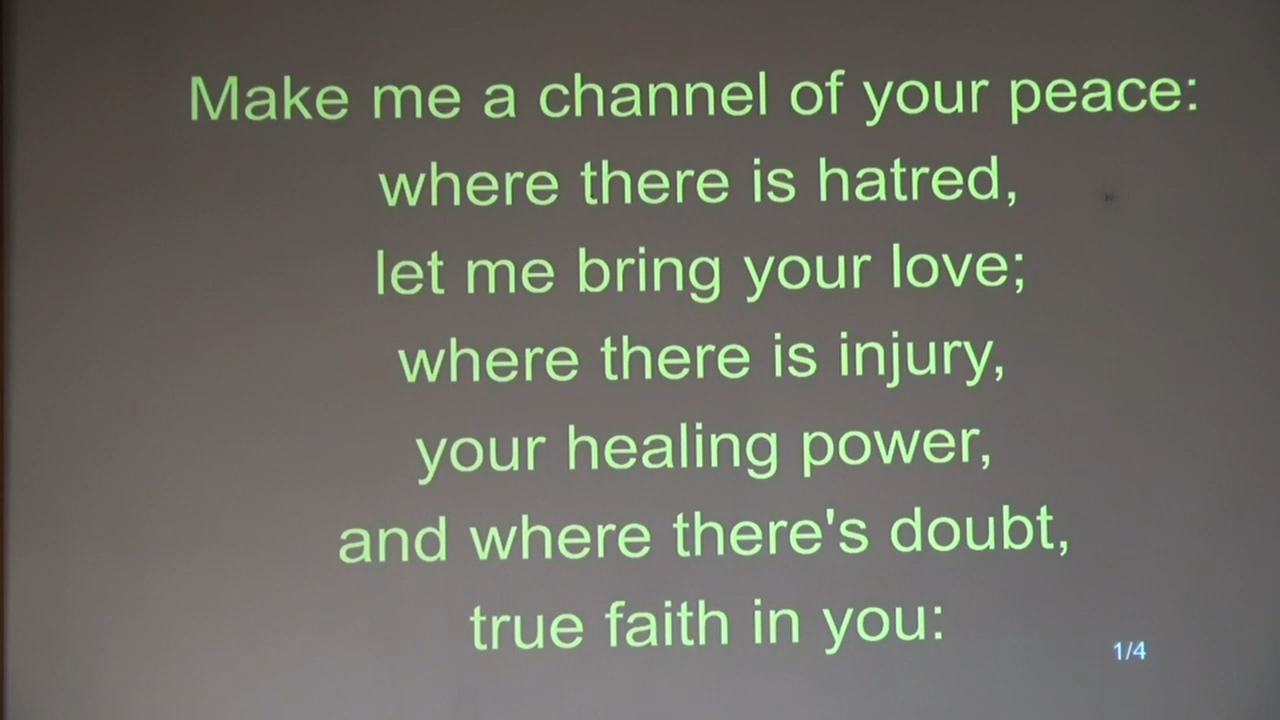 Make me a channel of your peace:
where there is hatred,
let me bring your love;
where there is injury,
your healing power,
and where there's doubt,
true faith in you:
1/4